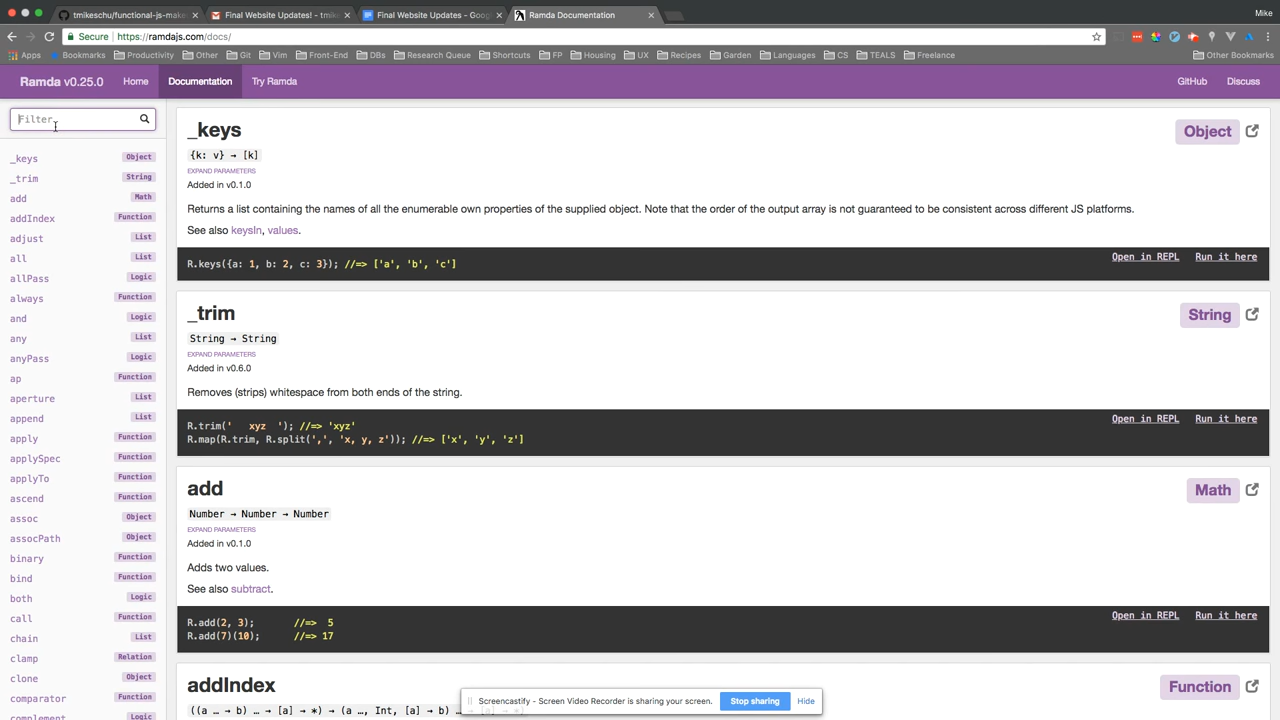 tmikeschu/functional-js-make
Final Website Updates! - tmike
Final Website Updates - Goog
Ramda Documentation
Mike
Secure
https://ramdajs.com/docs/
Apps
Bookmarks
Productivity
Other
Git
Vim
Front-End
DBs
Research Queue
Shortcuts
FP
Housing
UX
Recipes
Garden
Languages
CS
TEALS
Freelance
Other Bookmarks
Ramda v0.25.0
Home
Documentation
Try Ramda
GitHub
Discuss
Filter
_keys Object
_trim String
add Math
addIndex Function
adjust List
all List
allPass Logic
always Function
and Logic
any List
anyPass Logic
ap Function
aperture List
append List
apply Function
applySpec Function
applyTo Function
ascend Function
assoc Object
assocPath Object
binary Function
bind Function
both Logic
call Function
chain List
clamp Relation
clone Object
comparator Function
complement Logic
_keys
Object
{k: v} → [k]
EXPAND PARAMETERS
Added in v0.1.0
Returns a list containing the names of all the enumerable own properties of the supplied object. Note that the order of the output array is not guaranteed to be consistent across different JS platforms.
See also keysIn, values.
R.keys({a: 1, b: 2, c: 3}); //=> ['a', 'b', 'c']
Open in REPL
Run it here
_trim
String
String → String
EXPAND PARAMETERS
Added in v0.6.0
Removes (strips) whitespace from both ends of the string.
R.trim('   xyz  '); //=> 'xyz'
R.map(R.trim, R.split(',', 'x, y, z')); //=> ['x', 'y', 'z']
Open in REPL
Run it here
add
Math
Number → Number → Number
EXPAND PARAMETERS
Added in v0.1.0
Adds two values.
See also subtract.
R.add(2, 3);       //=>  5
R.add(7)(10);      //=> 17
Open in REPL
Run it here
addIndex
Function
((a … → b) … → [a] → *) → (a …, Int, [a] → b)
Screencastify - Screen Video Recorder is sharing your screen.
Stop sharing
Hide